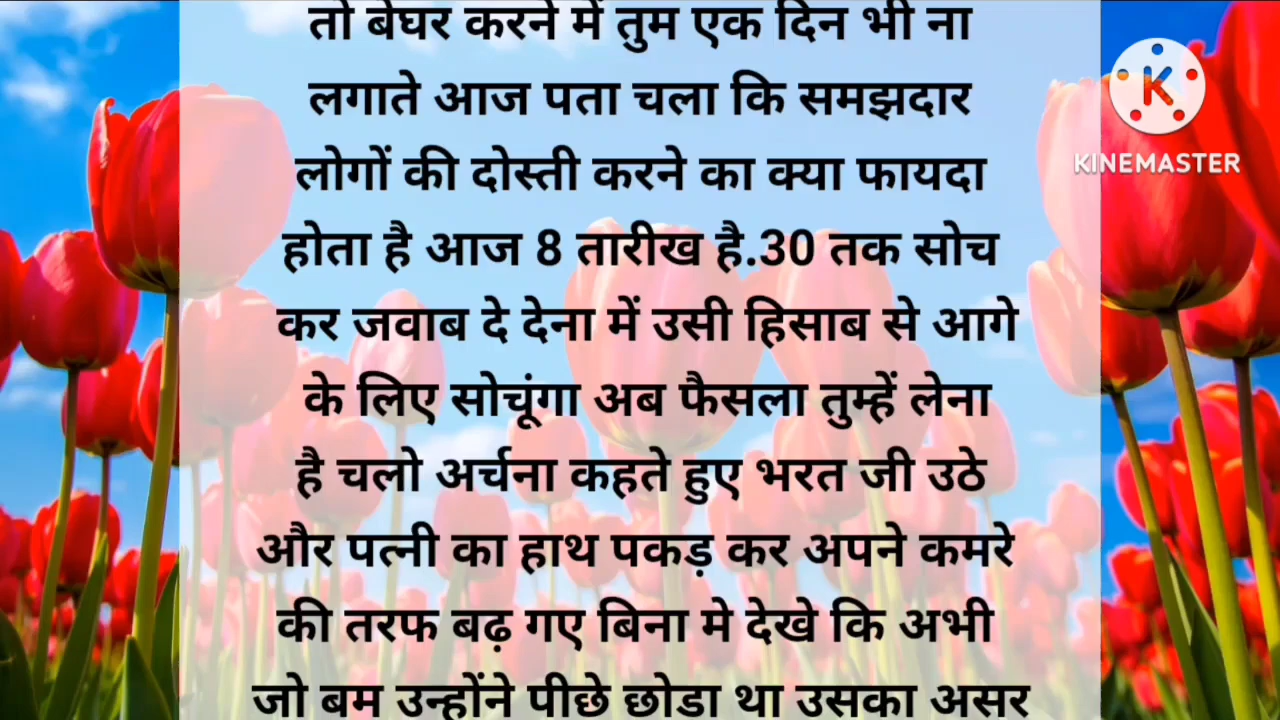 तो बेघर करने में तुम एक दिन भी ना
लगाते आज पता चला कि समझदार
लोगों की दोस्ती करने का क्या फायदा
होता है आज 8 तारीख है.30 तक सोच
कर जवाब दे देना में उसी हिसाब से आगे
के लिए सोचूंगा अब फैसला तुम्हें लेना
है चलो अर्चना कहते हुए भरत जी उठे
और पत्नी का हाथ पकड़ कर अपने कमरे
की तरफ बढ़ गए बिना मे देखे कि अभी
जो बम उन्होंने पीछे छोडा था उसका असर
K
KINEMASTER